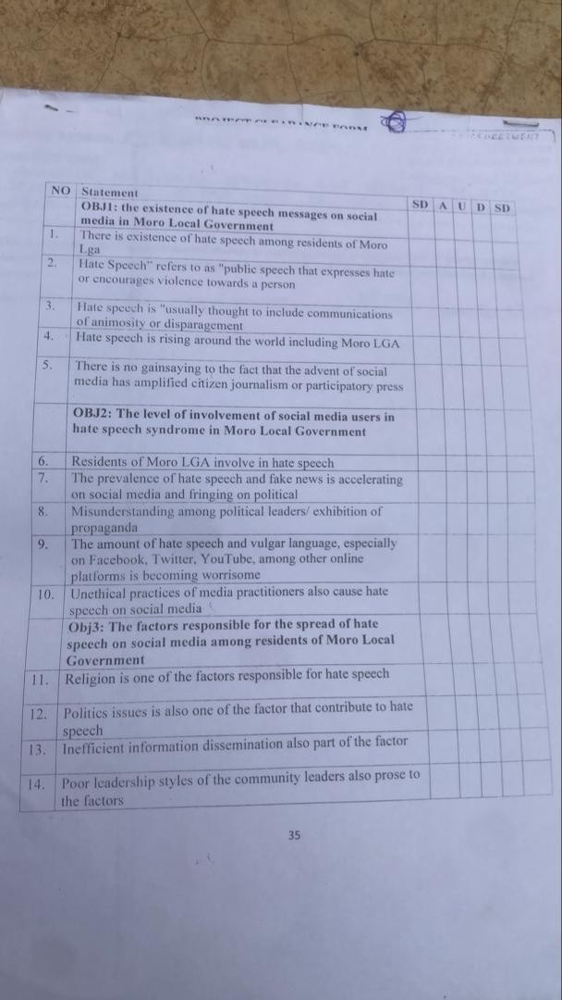 PROJECT CLEARANCE FORM
DEPARTMENT
NO Statement SD A U D SD
OBJ1: the existence of hate speech messages on social
media in Moro Local Government
1. There is existence of hate speech among residents of Moro
Lga
2. Hate Speech" refers to as "public speech that expresses hate
or encourages violence towards a person
3. Hate speech is "usually thought to include communications
of animosity or disparagement
4. Hate speech is rising around the world including Moro LGA
5. There is no gainsaying to the fact that the advent of social
media has amplified citizen journalism or participatory press
OBJ2: The level of involvement of social media users in
hate speech syndrome in Moro Local Government
6. Residents of Moro LGA involve in hate speech
7. The prevalence of hate speech and fake news is accelerating
on social media and fringing on political
8. Misunderstanding among political leaders/ exhibition of
propaganda
9. The amount of hate speech and vulgar language, especially
on Facebook, Twitter, YouTube, among other online
platforms is becoming worrisome
10. Unethical practices of media practitioners also cause hate
speech on social media
Obj3: The factors responsible for the spread of hate
speech on social media among residents of Moro Local
Government
11. Religion is one of the factors responsible for hate speech
12. Politics issues is also one of the factor that contribute to hate
speech
13. Inefficient information dissemination also part of the factor
14. Poor leadership styles of the community leaders also prose to
the factors
35